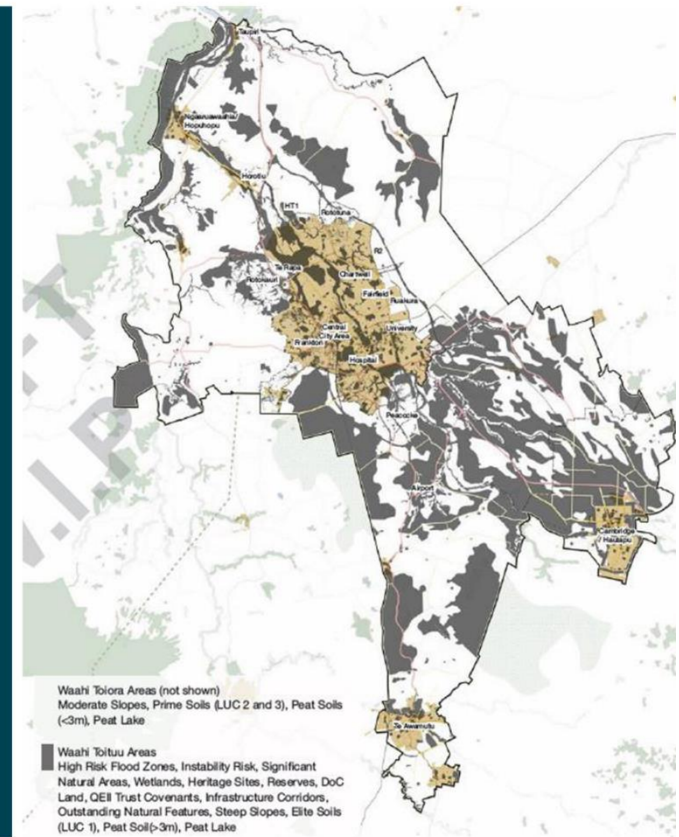 Taupiri
Ngaaruawaahia/
Hopuhopu
Horotiu
HT1
Rototuna
R2
Te Rapa
Rotokauri
Chartwell
Fairfield
Ruakura
Central
City Area
University
Frankton
Hospital
Peacocke
Airport
Cambridge
/ Hautapu
Te Awamutu
W.I.P
Waahi Toiora Areas (not shown)
Moderate Slopes, Prime Soils (LUC 2 and 3), Peat Soils
(<3m), Peat Lake
Waahi Toituu Areas
High Risk Flood Zones, Instability Risk, Significant
Natural Areas, Wetlands, Heritage Sites, Reserves, DoC
Land, QEII Trust Covenants, Infrastructure Corridors,
Outstanding Natural Features, Steep Slopes, Elite Soils
(LUC 1), Peat Soil(>3m), Peat Lake